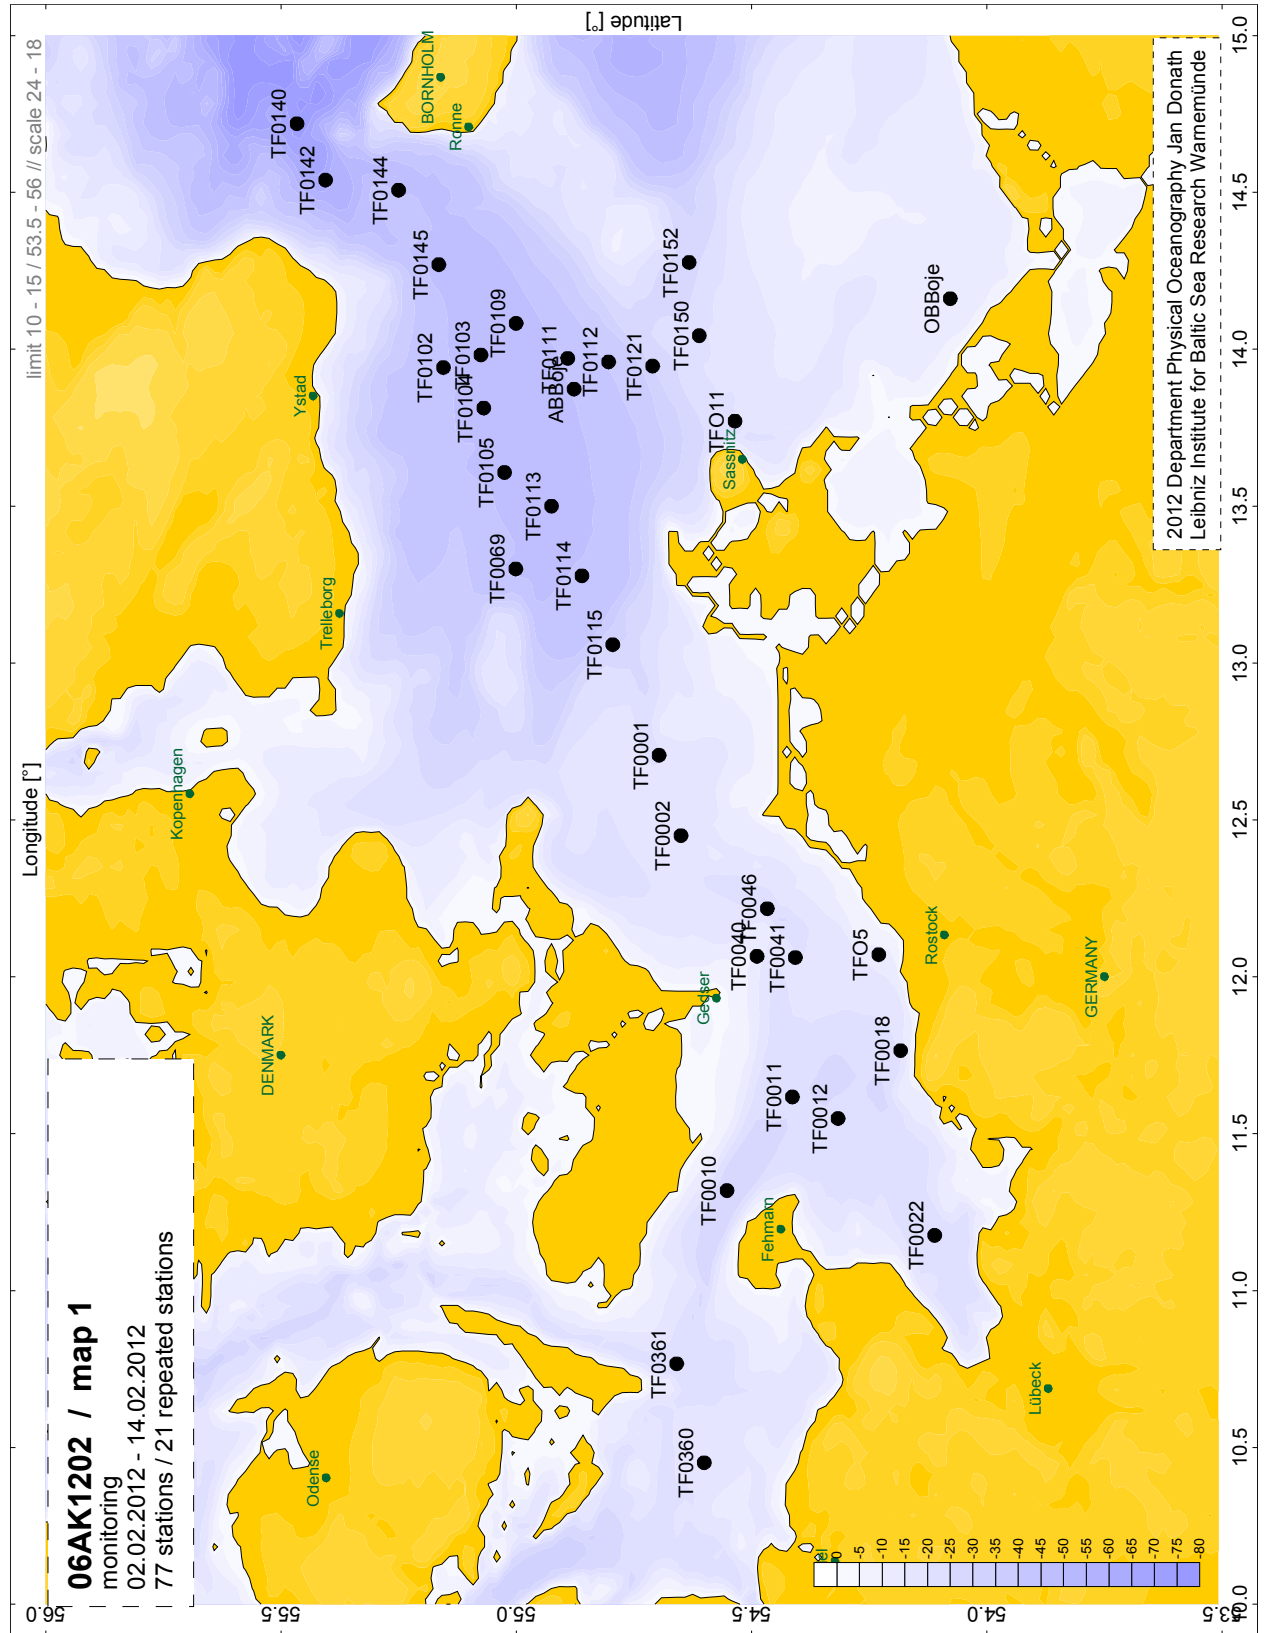 limit 10 - 15 / 53.5 - 56 // scale 24 - 18
Longitude [°]
Latitude [°]
06AK1202 / map 1
monitoring
02.02.2012 - 14.02.2012
77 stations / 21 repeated stations
10.0
10.5
11.0
11.5
12.0
12.5
13.0
13.5
14.0
14.5
15.0
56.0
55.5
55.0
54.5
54.0
53.5
TF0140
TF0142
TF0144
TF0145
TF0102
TF0103
TF0104
TF0109
TF0105
TF0111
ABBoje
TF0112
TF0113
TF0069
TF0114
TF0115
TF0121
TF0150
TF0152
TFO11
OBBoje
TF0001
TF0002
TF0046
TF0040
TF0041
TFO5
TF0018
TF0011
TF0012
TF0010
TF0022
TF0361
TF0360
BORNHOLM
Ronne
Ystad
Trelleborg
Kopenhagen
DENMARK
Odense
Gedser
Sassnitz
Fehmarn
Rostock
GERMANY
Lübeck
el
0
-5
-10
-15
-20
-25
-30
-35
-40
-45
-50
-55
-60
-65
-70
-75
-80
2012 Department Physical Oceanography Jan Donath
Leibniz Institute for Baltic Sea Research Warnemünde